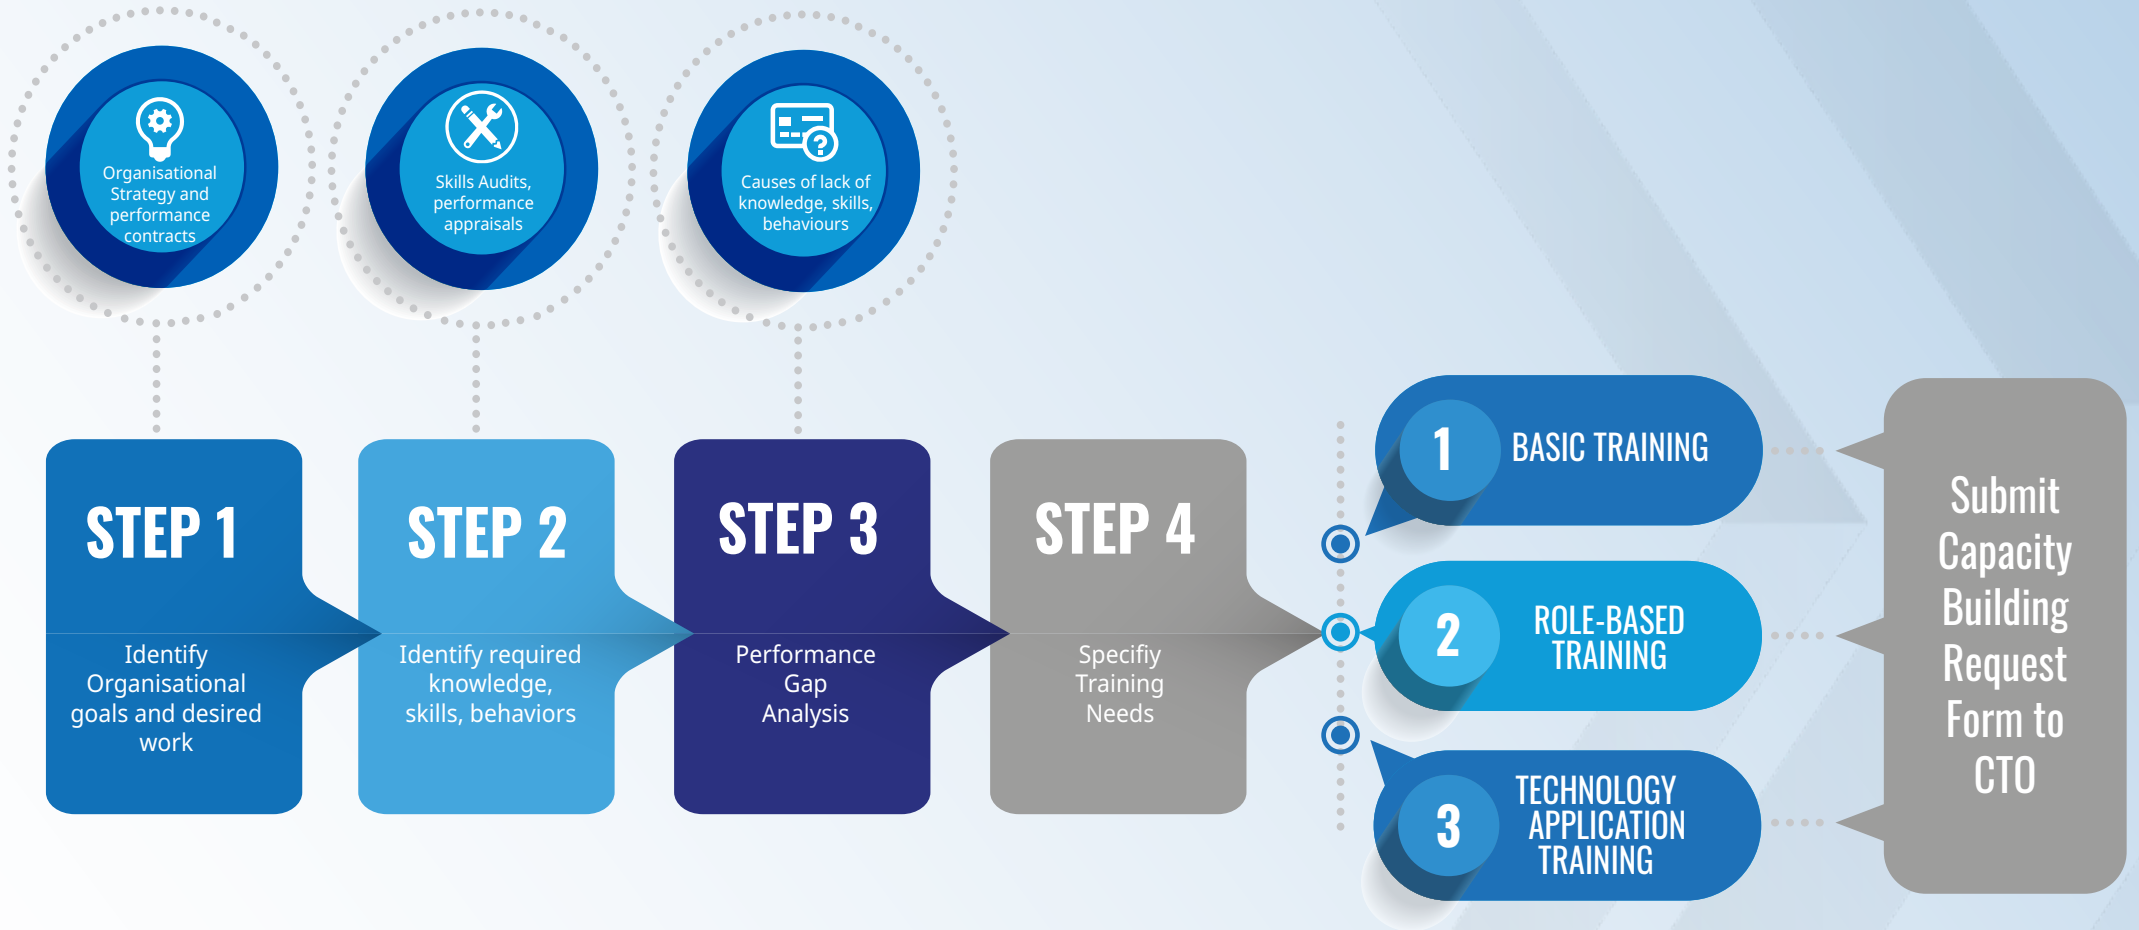 Organisational
Strategy and
performance
contracts
Skills Audits,
performance
appraisals
?
Causes of lack of
knowledge, skills,
behaviours
STEP 1
Identify
Organisational
goals and desired
work
STEP 2
Identify required
knowledge,
skills, behaviors
STEP 3
Performance
Gap
Analysis
STEP 4
Specifiy
Training
Needs
1
BASIC TRAINING
2
ROLE-BASED
TRAINING
3
TECHNOLOGY
APPLICATION
TRAINING
Submit
Capacity
Building
Request
Form to
CTO